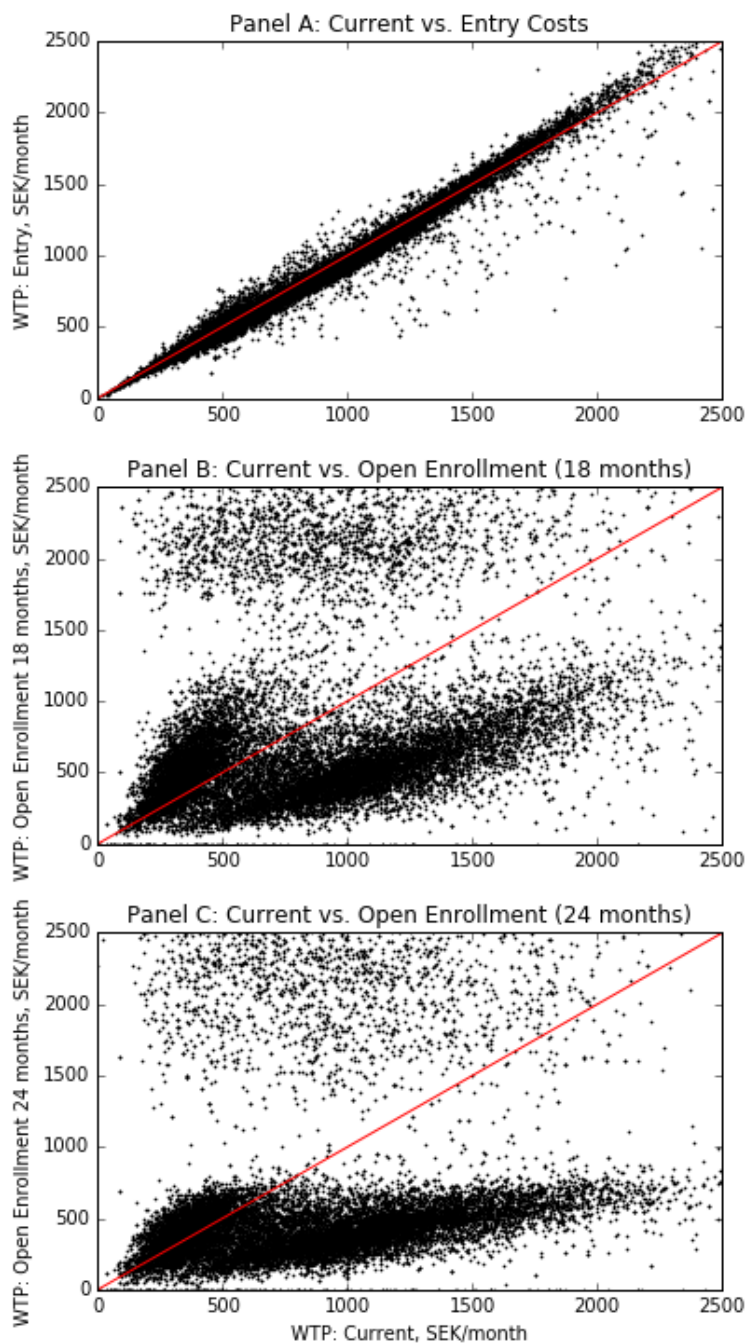 Panel A: Current vs. Entry Costs
WTP: Entry, SEK/month
2500
2000
1500
1000
500
0
0 500 1000 1500 2000 2500
Panel B: Current vs. Open Enrollment (18 months)
WTP: Open Enrollment 18 months, SEK/month
2500
2000
1500
1000
500
0
0 500 1000 1500 2000 2500
Panel C: Current vs. Open Enrollment (24 months)
WTP: Open Enrollment 24 months, SEK/month
2500
2000
1500
1000
500
0
0 500 1000 1500 2000 2500
WTP: Current, SEK/month